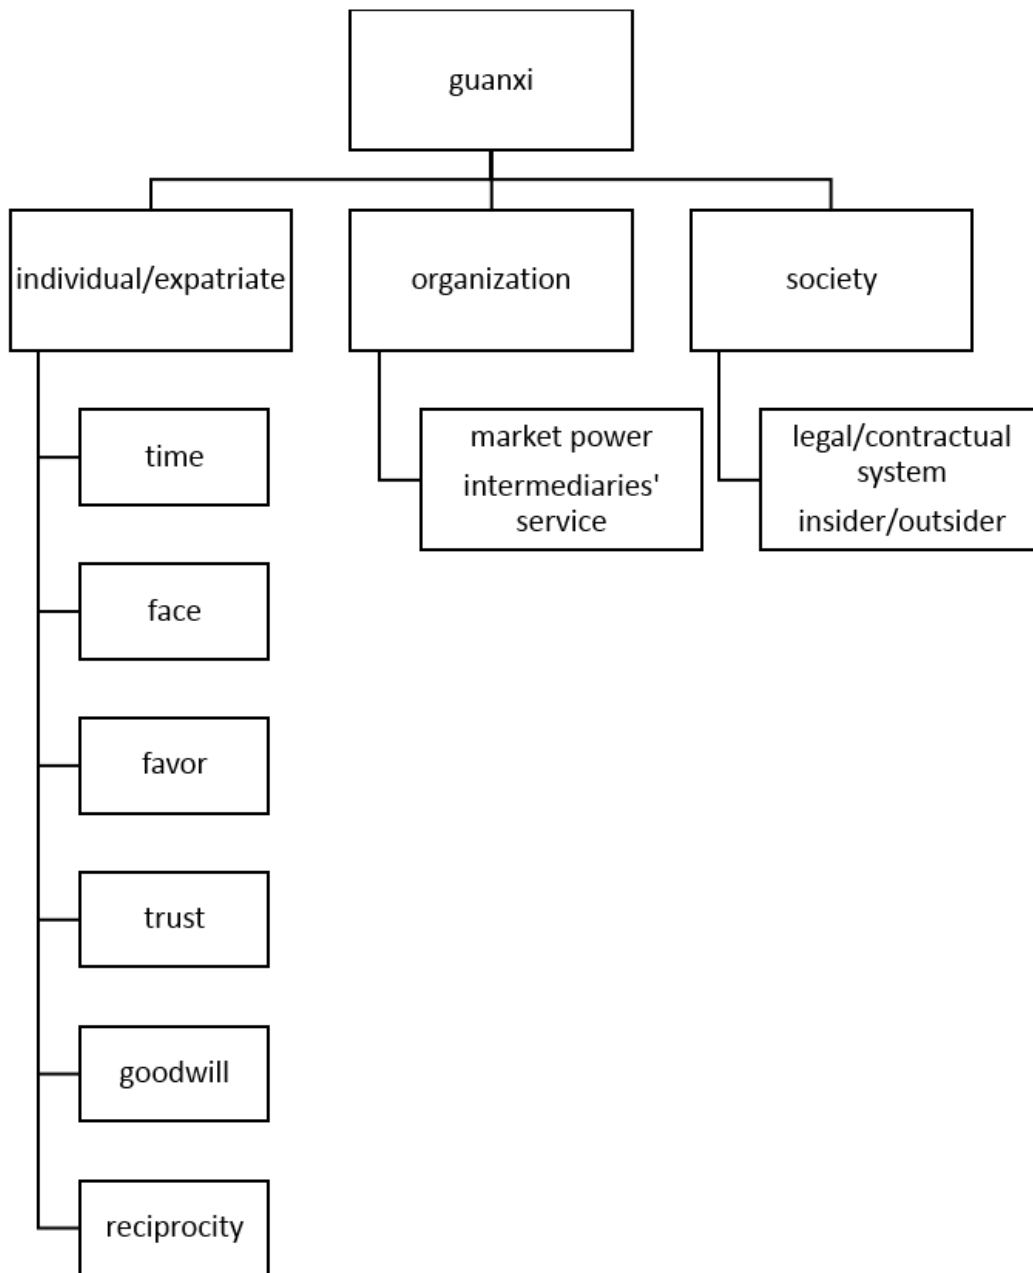 guanxi
individual/expatriate
organization
society
time
face
favor
trust
goodwill
reciprocity
market power
intermediaries'
service
legal/contractual
system
insider/outsider